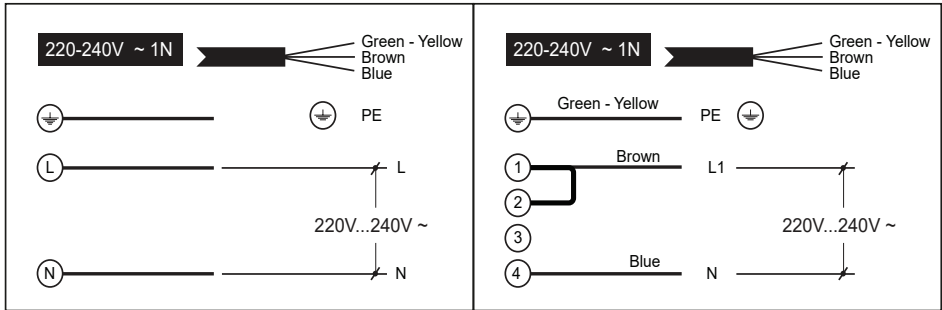 220-240V ~ 1N
Green - Yellow
Brown
Blue
PE
L
L
220V...240V ~
N
N
220-240V ~ 1N
Green - Yellow
Brown
Blue
Green - Yellow
PE
1
Brown
L1
2
220V...240V ~
3
4
Blue
N